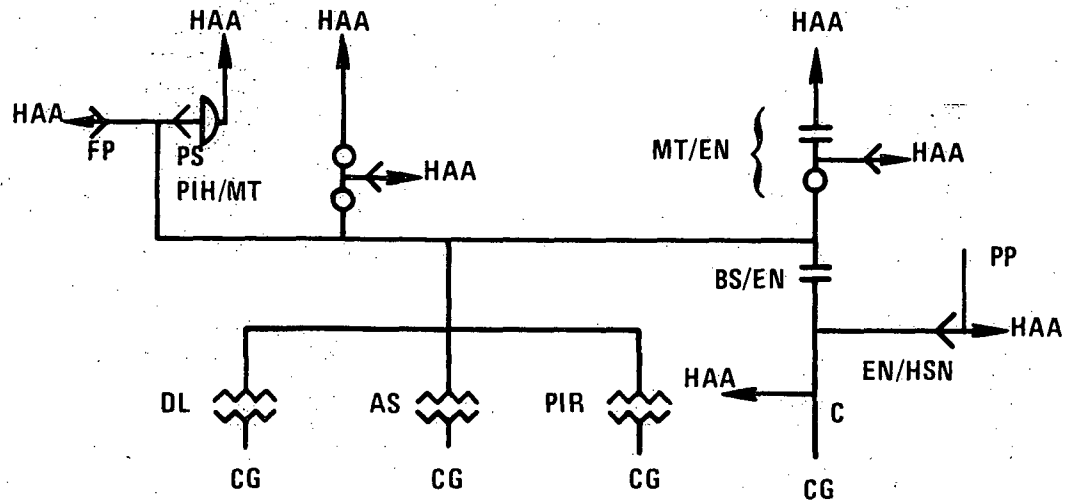 HAA HAA HAA
HAA
FP PS
PIH/MT
HAA
MT/EN
HAA
BS/EN
PP
HAA
EN/HSN
HAA
C
DL AS PIR
CG CG CG CG